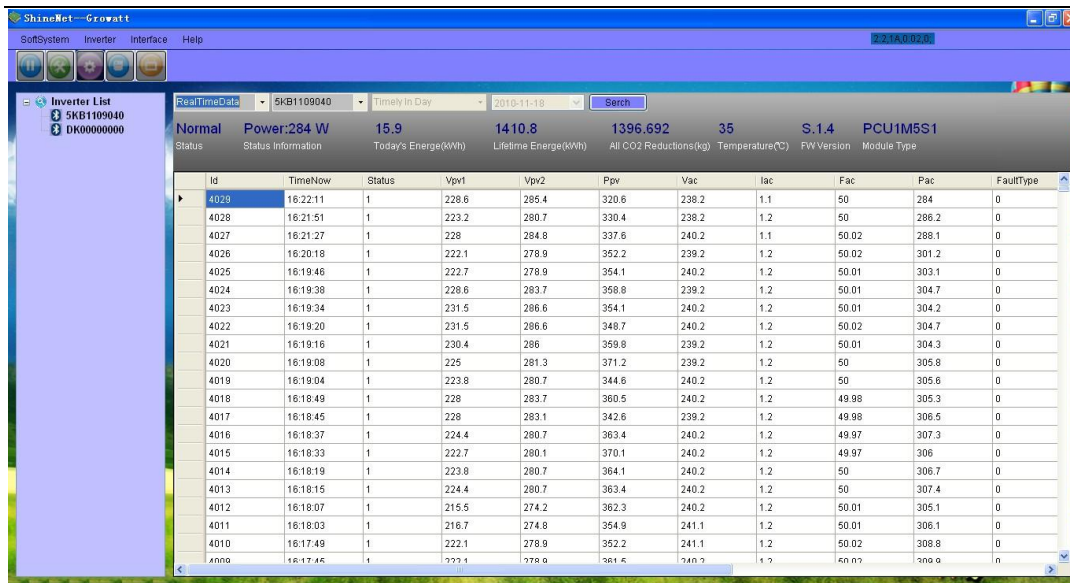 ShineNet--Growatt
SoftSystem Inverter Interface Help 2.2,1A,0.02,0;
Inverter List
5KB1109040
DK00000000
RealTimeData 5KB1109040 Timely In Day 2010-11-18 Serch
Normal Power:284 W 15.9 1410.8 1396.692 35 S.1.4 PCU1M5S1
Status Status Information Today's Energe(kWh) Lifetime Energe(kWh) All CO2 Reductions(kg) Temperature(℃) FW Version Module Type
Id TimeNow Status Vpv1 Vpv2 Ppv Vac Iac Fac Pac FaultType
4029 16:22:11 1 228.6 285.4 320.6 238.2 1.1 50 284 0
4028 16:21:51 1 223.2 280.7 330.4 238.2 1.2 50 286.2 0
4027 16:21:27 1 228 284.8 337.6 240.2 1.1 50.02 288.1 0
4026 16:20:18 1 222.1 278.9 352.2 239.2 1.2 50.02 301.2 0
4025 16:19:46 1 222.7 278.9 354.1 240.2 1.2 50.01 303.1 0
4024 16:19:38 1 228.6 283.7 358.8 239.2 1.2 50.01 304.7 0
4023 16:19:34 1 231.5 286.6 354.1 240.2 1.2 50.01 304.2 0
4022 16:19:20 1 231.5 286.6 348.7 240.2 1.2 50.02 304.7 0
4021 16:19:16 1 230.4 286 359.8 239.2 1.2 50.01 304.3 0
4020 16:19:08 1 225 281.3 371.2 239.2 1.2 50 305.8 0
4019 16:19:04 1 223.8 280.7 344.6 240.2 1.2 50 305.6 0
4018 16:18:49 1 228 283.7 360.5 240.2 1.2 49.98 305.3 0
4017 16:18:45 1 228 283.1 342.6 239.2 1.2 49.98 306.5 0
4016 16:18:37 1 224.4 280.7 363.4 240.2 1.2 49.97 307.3 0
4015 16:18:33 1 222.7 280.1 370.1 240.2 1.2 49.97 306 0
4014 16:18:19 1 223.8 280.7 364.1 240.2 1.2 50 306.7 0
4013 16:18:15 1 224.4 280.7 363.4 240.2 1.2 50 307.4 0
4012 16:18:07 1 215.5 274.2 362.3 240.2 1.2 50.01 305.1 0
4011 16:18:03 1 216.7 274.8 354.9 241.1 1.2 50.01 306.1 0
4010 16:17:49 1 222.1 278.9 352.2 241.1 1.2 50.02 308.8 0
4009 16:17:45 1 222.1 278.9 361.5 240.2 1.2 50.02 309.9 0